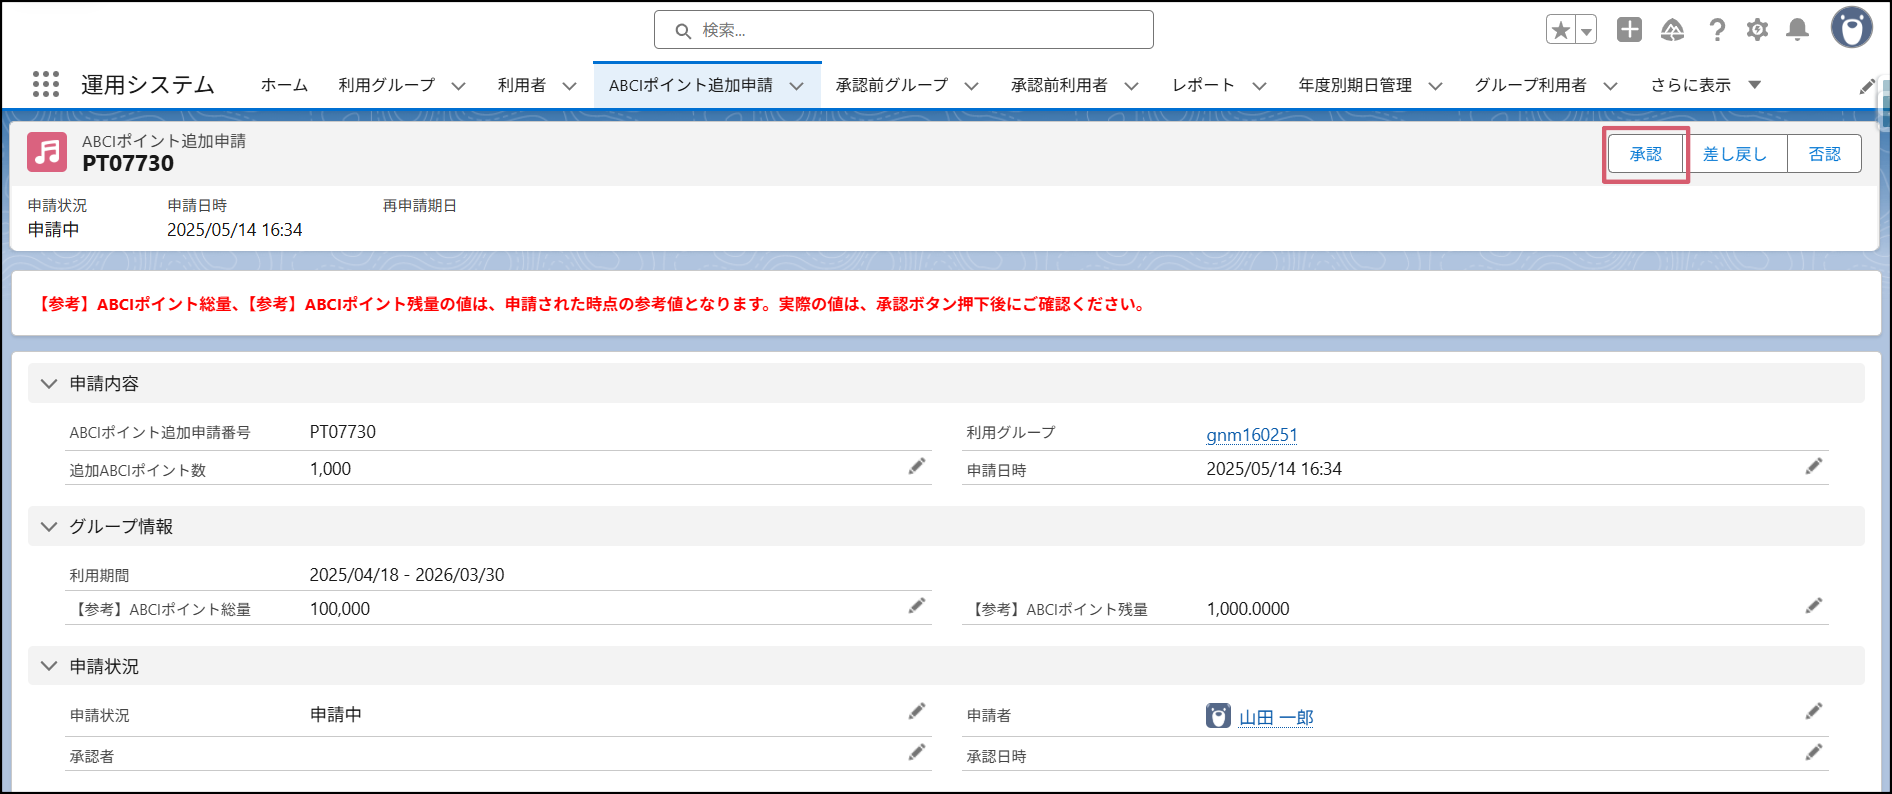 検索...
運用システム ホーム 利用グループ 利用者 ABCIポイント追加申請 承認前グループ 承認前利用者 レポート 年度別期日管理 グループ利用者 さらに表示
ABCIポイント追加申請
PT07730
承認 差し戻し 否認
申請状況 申請日時 再申請期日
申請中 2025/05/14 16:34
【参考】ABCIポイント総量、【参考】ABCIポイント残量の値は、申請された時点の参考値となります。実際の値は、承認ボタン押下後にご確認ください。
申請内容
ABCIポイント追加申請番号 PT07730 利用グループ gnm160251
追加ABCIポイント数 1,000 申請日時 2025/05/14 16:34
グループ情報
利用期間 2025/04/18 - 2026/03/30
【参考】ABCIポイント総量 100,000 【参考】ABCIポイント残量 1,000.0000
申請状況
申請状況 申請中 申請者 山田 一郎
承認者 承認日時